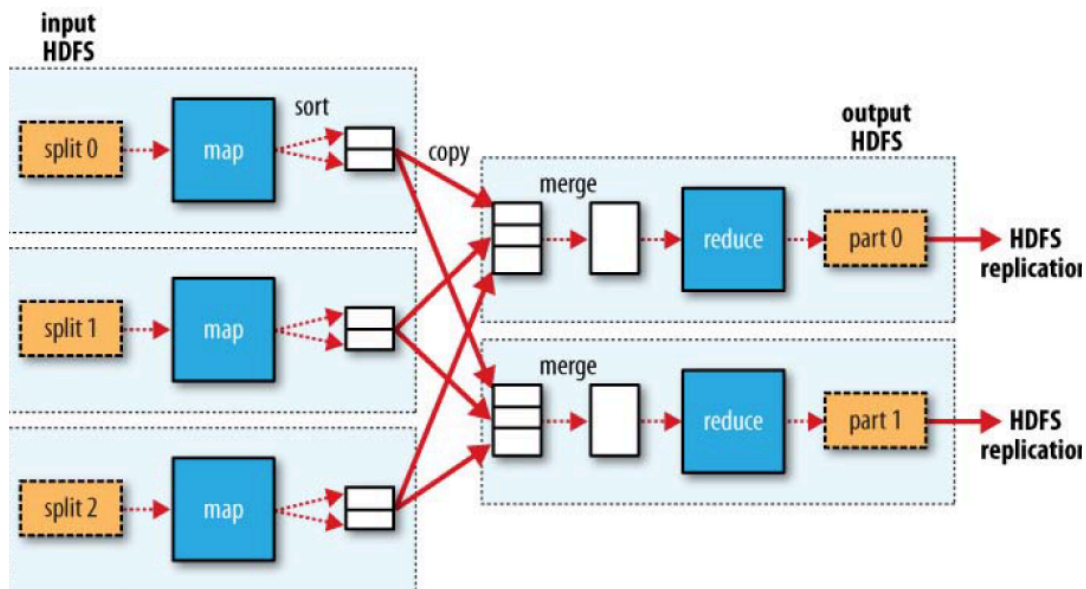 input
HDFS
sort
split 0
map
copy
output
HDFS
merge
reduce
part 0
HDFS
replication
split 1
map
merge
reduce
part 1
HDFS
replication
split 2
map